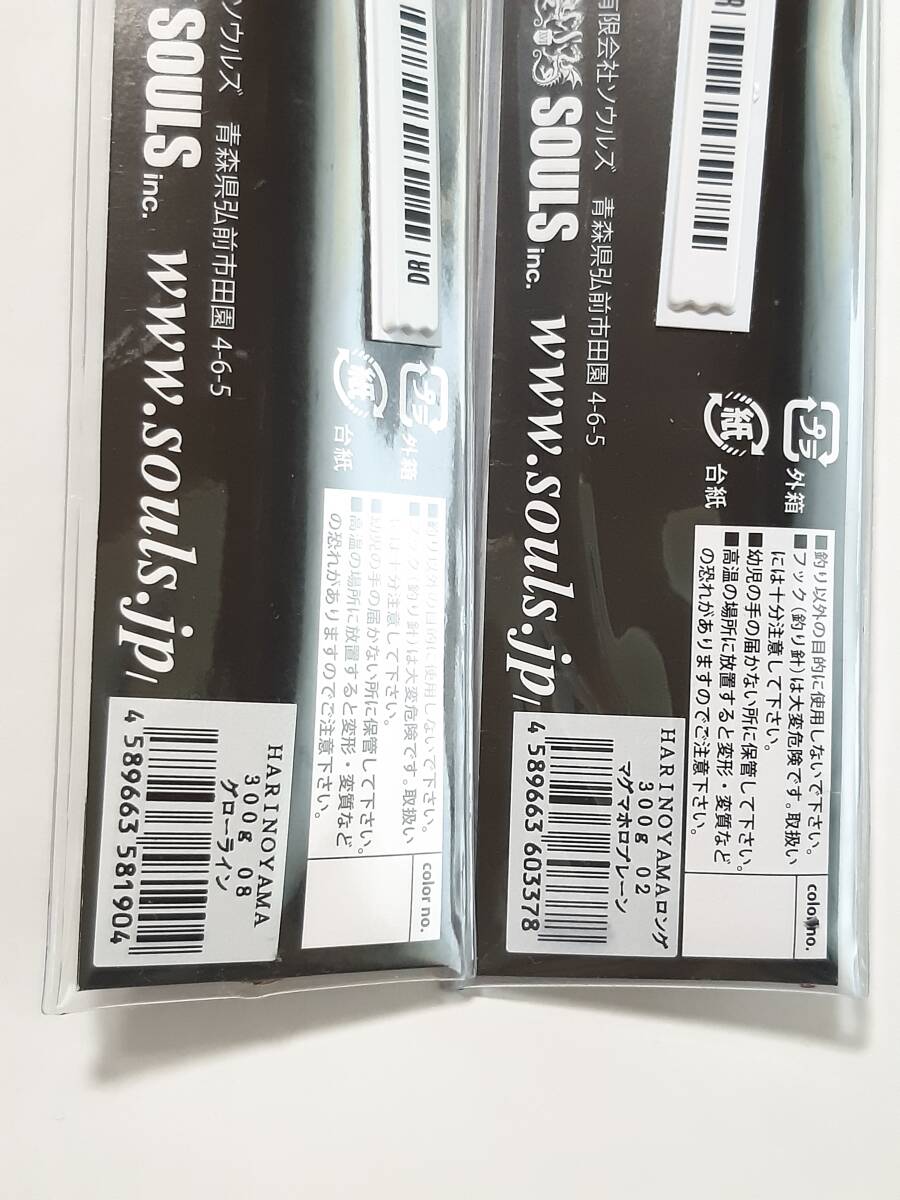 ソウルズ 青森県弘前市田園 4-6-5
SOULS inc. www.souls.jp/
紙 台紙
プラ 外箱
■釣り以外の目的に使用しないで下さい。
■フック(釣り針)は大変危険です。取扱い
には十分注意して下さい。
■幼児の手の届かない所に保管して下さい。
■高温の場所に放置すると変形・変質など
の恐れがありますのでご注意下さい。
color no.
HARINOYAMA
300g 08
グローライン
4 589663 581904
有限会社ソウルズ 青森県弘前市田園 4-6-5
SOULS inc. www.souls.jp/
紙 台紙
プラ 外箱
■釣り以外の目的に使用しないで下さい。
■フック(釣り針)は大変危険です。取扱い
には十分注意して下さい。
■幼児の手の届かない所に保管して下さい。
■高温の場所に放置すると変形・変質など
の恐れがありますのでご注意下さい。
color no.
HARINOYAMAロング
300g 02
マグマホロブレーン
4 589663 603378